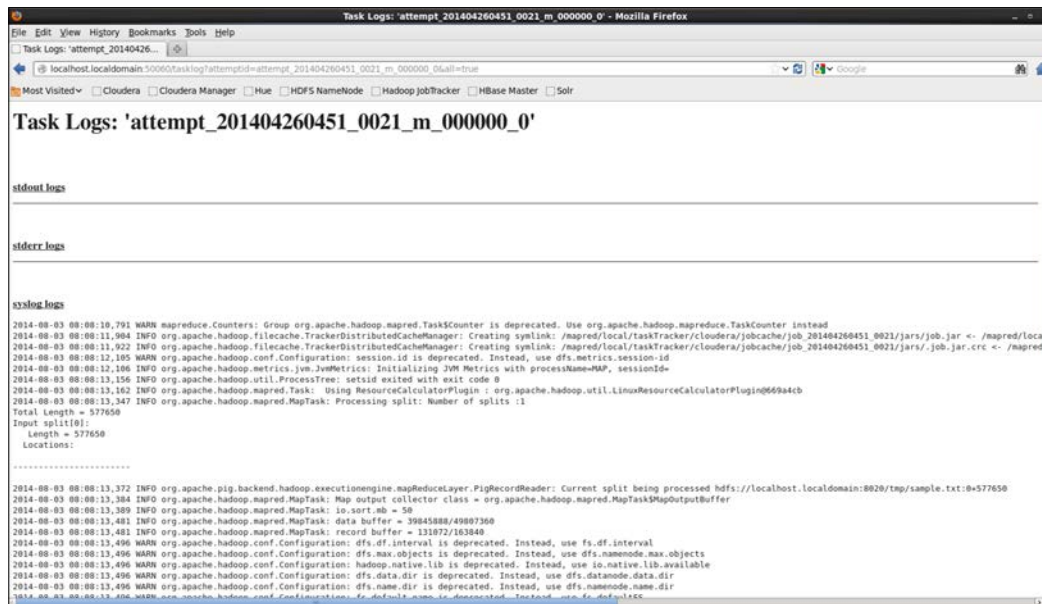 Task Logs: 'attempt_201404260451_0021_m_000000_0' - Mozilla Firefox
File Edit View History Bookmarks Tools Help
Task Logs: 'attempt_20140426...
localhost.localdomain:50060/tasklog?attemptid=attempt_201404260451_0021_m_000000_0&all=true
Google
Most Visited Cloudera Cloudera Manager Hue HDFS NameNode Hadoop JobTracker HBase Master Solr
Task Logs: 'attempt_201404260451_0021_m_000000_0'
stdout logs
stderr logs
syslog logs
2014-08-03 08:08:10,791 WARN mapreduce.Counters: Group org.apache.hadoop.mapred.Task$Counter is deprecated. Use org.apache.hadoop.mapreduce.TaskCounter instead
2014-08-03 08:08:11,904 INFO org.apache.hadoop.filecache.TrackerDistributedCacheManager: Creating symlink: /mapred/local/taskTracker/cloudera/jobcache/job_201404260451_0021/jars/job.jar <- /mapred/loca
2014-08-03 08:08:11,922 INFO org.apache.hadoop.filecache.TrackerDistributedCacheManager: Creating symlink: /mapred/local/taskTracker/cloudera/jobcache/job_201404260451_0021/jars/.job.jar.crc <- /mapred
2014-08-03 08:08:12,105 WARN org.apache.hadoop.conf.Configuration: session.id is deprecated. Instead, use dfs.metrics.session-id
2014-08-03 08:08:12,106 INFO org.apache.hadoop.metrics.jvm.JvmMetrics: Initializing JVM Metrics with processName=MAP, sessionId=
2014-08-03 08:08:13,156 INFO org.apache.hadoop.util.ProcessTree: setsid exited with exit code 0
2014-08-03 08:08:13,162 INFO org.apache.hadoop.mapred.Task: Using ResourceCalculatorPlugin : org.apache.hadoop.util.LinuxResourceCalculatorPlugin@669a4cb
2014-08-03 08:08:13,347 INFO org.apache.hadoop.mapred.MapTask: Processing split: Number of splits :1
Total Length = 577650
Input split[0]:
Length = 577650
Locations:
-----------------------
2014-08-03 08:08:13,372 INFO org.apache.pig.backend.hadoop.executionengine.mapReduceLayer.PigRecordReader: Current split being processed hdfs://localhost.localdomain:8020/tmp/sample.txt:0+577650
2014-08-03 08:08:13,384 INFO org.apache.hadoop.mapred.MapTask: Map output collector class = org.apache.hadoop.mapred.MapTask$MapOutputBuffer
2014-08-03 08:08:13,389 INFO org.apache.hadoop.mapred.MapTask: io.sort.mb = 50
2014-08-03 08:08:13,481 INFO org.apache.hadoop.mapred.MapTask: data buffer = 39845888/49807360
2014-08-03 08:08:13,481 INFO org.apache.hadoop.mapred.MapTask: record buffer = 131072/163840
2014-08-03 08:08:13,496 WARN org.apache.hadoop.conf.Configuration: dfs.df.interval is deprecated. Instead, use fs.df.interval
2014-08-03 08:08:13,496 WARN org.apache.hadoop.conf.Configuration: dfs.max.objects is deprecated. Instead, use dfs.namenode.max.objects
2014-08-03 08:08:13,496 WARN org.apache.hadoop.conf.Configuration: hadoop.native.lib is deprecated. Instead, use io.native.lib.available
2014-08-03 08:08:13,496 WARN org.apache.hadoop.conf.Configuration: dfs.data.dir is deprecated. Instead, use dfs.datanode.data.dir
2014-08-03 08:08:13,496 WARN org.apache.hadoop.conf.Configuration: dfs.name.dir is deprecated. Instead, use dfs.namenode.name.dir
2014-08-03 08:08:13,496 WARN org.apache.hadoop.conf.Configuration: fs.default.name is deprecated. Instead, use fs.defaultFS